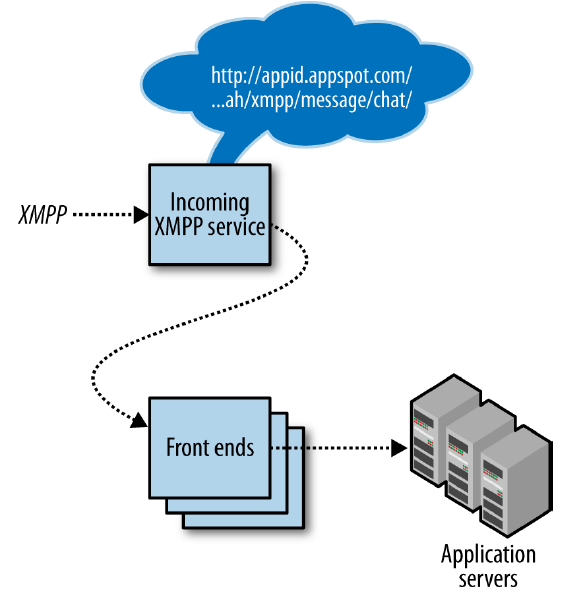 http://appid.appspot.com/
...ah/xmpp/message/chat/
XMPP
Incoming
XMPP service
Front ends
Application
servers